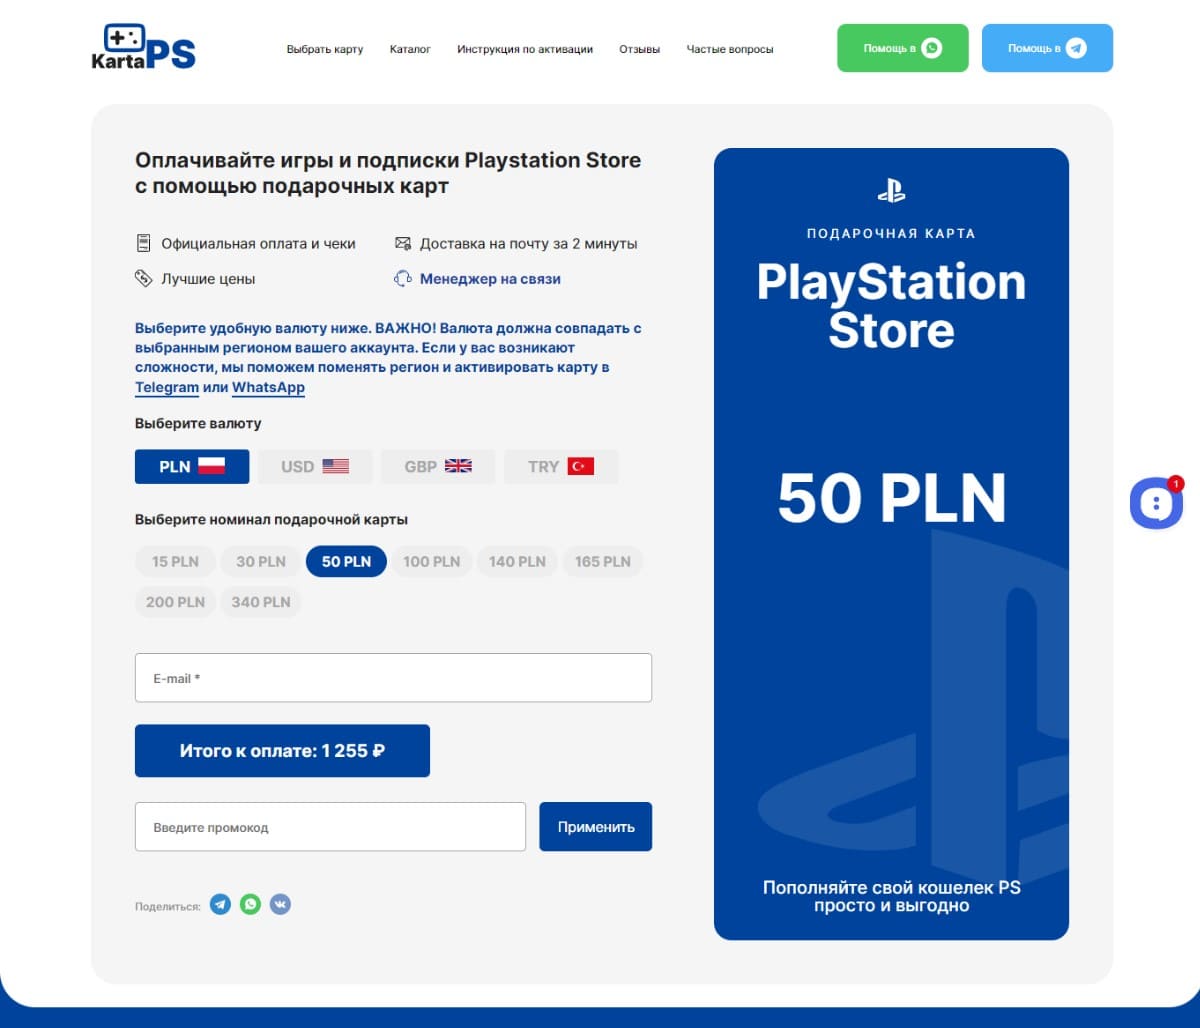 KartaPS
Выбрать карту
Каталог
Инструкция по активации
Отзывы
Частые вопросы
Помощь в
Помощь в
Оплачивайте игры и подписки Playstation Store
с помощью подарочных карт
Официальная оплата и чеки
Доставка на почту за 2 минуты
Лучшие цены
Менеджер на связи
Выберите удобную валюту ниже. ВАЖНО! Валюта должна совпадать с
выбранным регионом вашего аккаунта. Если у вас возникают
сложности, мы поможем поменять регион и активировать карту в
Telegram или WhatsApp
Выберите валюту
PLN
USD
GBP
TRY
Выберите номинал подарочной карты
15 PLN
30 PLN
50 PLN
100 PLN
140 PLN
165 PLN
200 PLN
340 PLN
E-mail *
Итого к оплате: 1 255 ₽
Введите промокод
Применить
Поделиться:
ПОДАРОЧНАЯ КАРТА
PlayStation
Store
50 PLN
Пополняйте свой кошелек PS
просто и выгодно
1